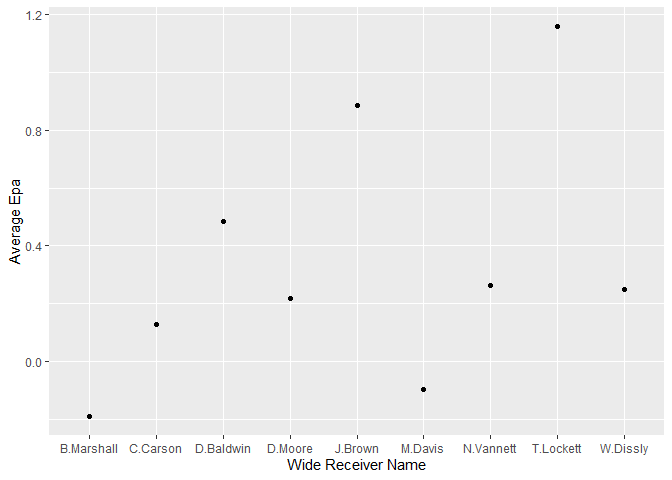 1.2
0.8
0.4
0.0
Average Epa
B.Marshall C.Carson D.Baldwin D.Moore J.Brown M.Davis N.Vannett T.Lockett W.Dissly
Wide Receiver Name